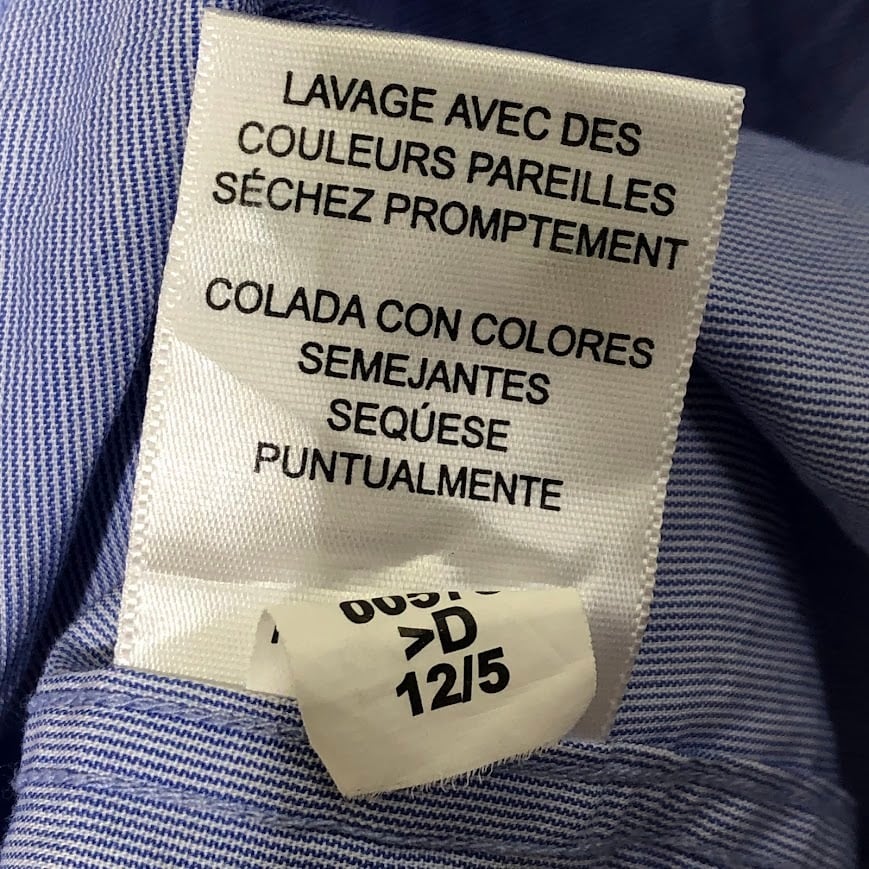 LAVAGE AVEC DES
COULEURS PAREILLES
SÉCHEZ PROMPTEMENT
COLADA CON COLORES
SEMEJANTES
SEQÚESE
PUNTUALMENTE
>D
12/5